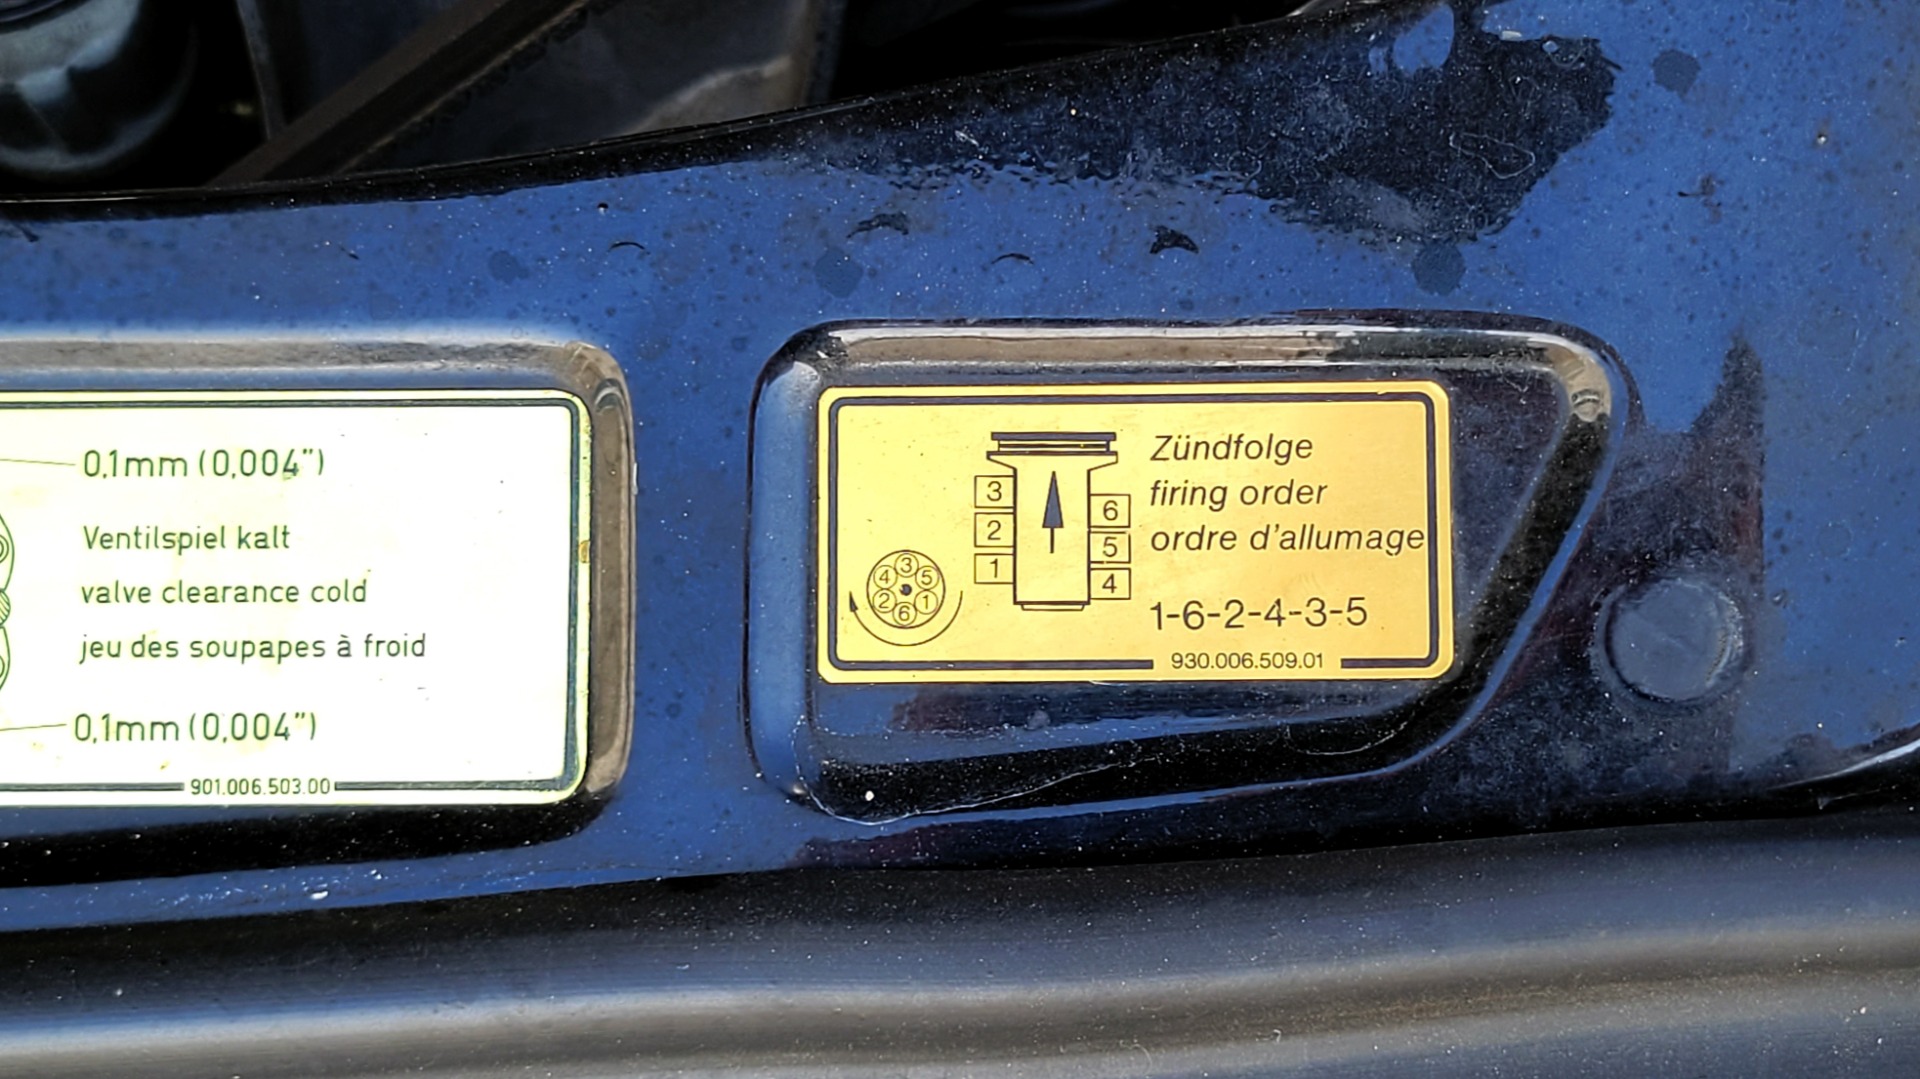 0,1mm (0,004")
Ventilspiel kalt
valve clearance cold
jeu des soupapes à froid
0,1mm (0,004")
901.006.503.00
Zündfolge
firing order
ordre d'allumage
1-6-2-4-3-5
930.006.509.01
3
2
1
6
5
4
3
4 5
2 1
6